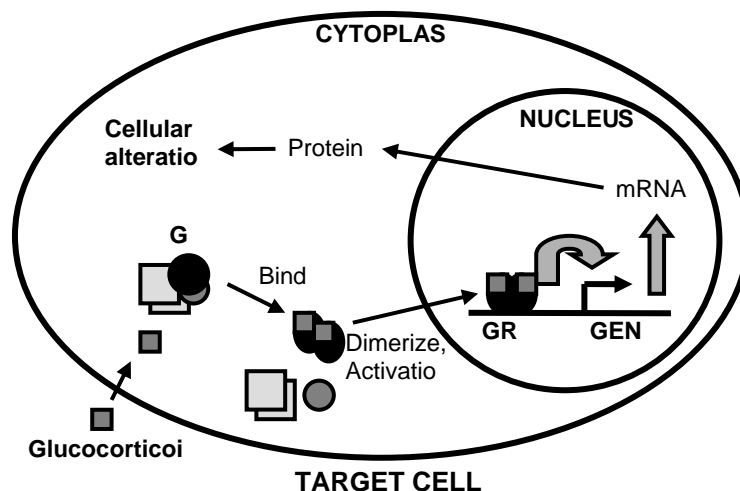 CYTOPLAS
NUCLEUS
Cellular
alteratio
Protein
mRNA
G
Bind
GR
GEN
Dimerize,
Activatio
Glucocorticoi
TARGET CELL